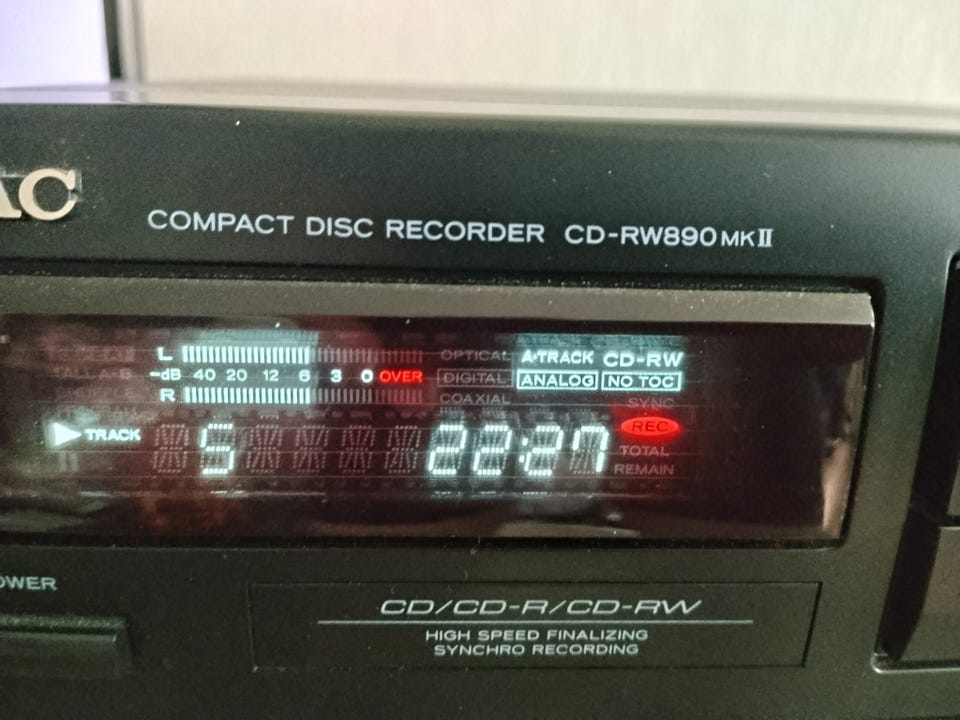 AC
COMPACT DISC RECORDER CD-RW890MKII
L OPTICAL A·TRACK CD-RW
-dB 40 20 12 6 3 0 OVER DIGITAL ANALOG NO TOC
R COAXIAL
SYNC
TRACK 5 22:27 REC
TOTAL
REMAIN
OWER
CD/CD-R/CD-RW
HIGH SPEED FINALIZING
SYNCHRO RECORDING